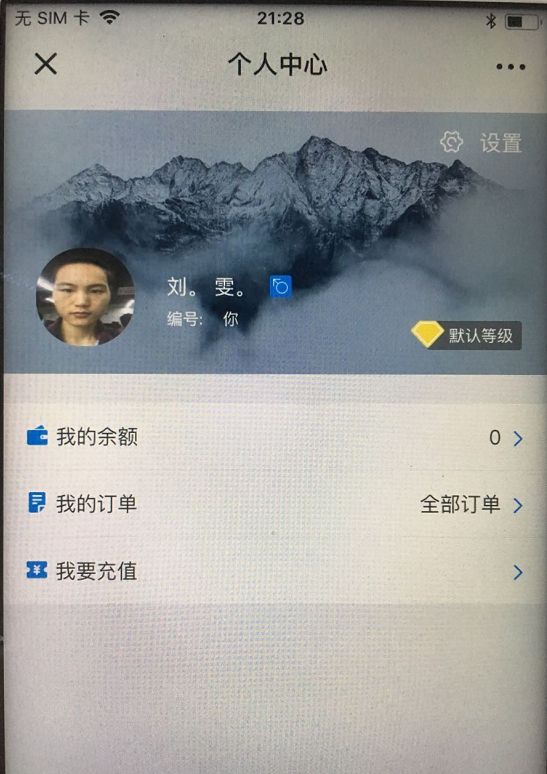 无 SIM 卡 21:28
个人中心
设置
刘。雯。
编号: 你
默认等级
我的余额 0
我的订单 全部订单
我要充值